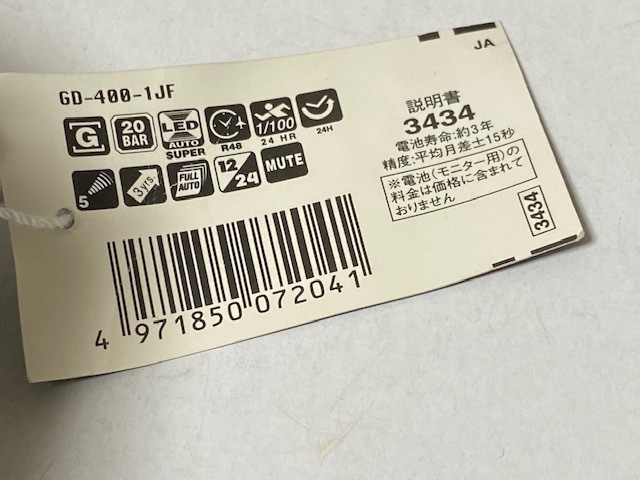 GD-400-1JF
JA
G
20
BAR
LED
AUTO
SUPER
R48
1/100
24 HR
24H
5
3 yrs.
FULL
AUTO
12/24
MUTE
説明書
3434
電池寿命:約3年
精度:平均月差±15秒
※電池(モニター用)の
料金は価格に含まれて
おりません
3434
4 971850 072041